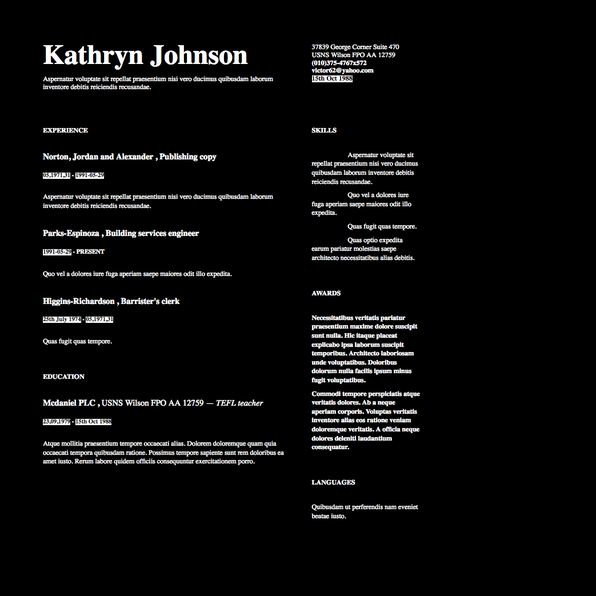 Kathryn Johnson
Aspernatur voluptate sit repellat praesentium nisi vero ducimus quibusdam laborum
inventore debitis reiciendis recusandae.
37839 George Corner Suite 470
USNS Wilson FPO AA 12759
(010)375-4767x572
victor62@yahoo.com
15th Oct 1988
EXPERIENCE
Norton, Jordan and Alexander , Publishing copy
05,1971,31 - 1991-05-29
Aspernatur voluptate sit repellat praesentium nisi vero ducimus quibusdam laborum
inventore debitis reiciendis recusandae.
Parks-Espinoza , Building services engineer
1991-05-29 - PRESENT
Quo vel a dolores iure fuga aperiam saepe maiores odit illo expedita.
Higgins-Richardson , Barrister's clerk
25th July 1974 - 05,1971,31
Quas fugit quas tempore.
EDUCATION
Mcdaniel PLC , USNS Wilson FPO AA 12759 — TEFL teacher
23,09,1979 - 15th Oct 1988
Atque mollitia praesentium tempore occaecati alias. Dolorem doloremque quam quia
occaecati tempora quibusdam ratione. Possimus tempore sapiente sunt rem doloribus ea
amet iusto. Rerum labore quidem officiis consequuntur exercitationem porro.
SKILLS
Aspernatur voluptate sit
repellat praesentium nisi vero ducimus
quibusdam laborum inventore debitis
reiciendis recusandae.
Quo vel a dolores iure
fuga aperiam saepe maiores odit illo
expedita.
Quas fugit quas tempore.
Quas optio expedita
earum pariatur molestias saepe
architecto necessitatibus alias debitis.
AWARDS
Necessitatibus veritatis pariatur
praesentium maxime dolore suscipit
sunt nulla. Hic itaque placeat
explicabo ipsa laborum suscipit
temporibus. Architecto laboriosam
unde voluptatibus. Doloribus
dolorum nulla facilis ipsum minus
fugit voluptatibus.
Commodi tempore perspiciatis atque
veritatis dolores. Ab a neque
aperiam corporis. Voluptas veritatis
inventore alias eos ratione veniam
doloremque veritatis. A officia neque
dolores deleniti laudantium
consequatur.
LANGUAGES
Quibusdam ut perferendis nam eveniet
beatae iusto.